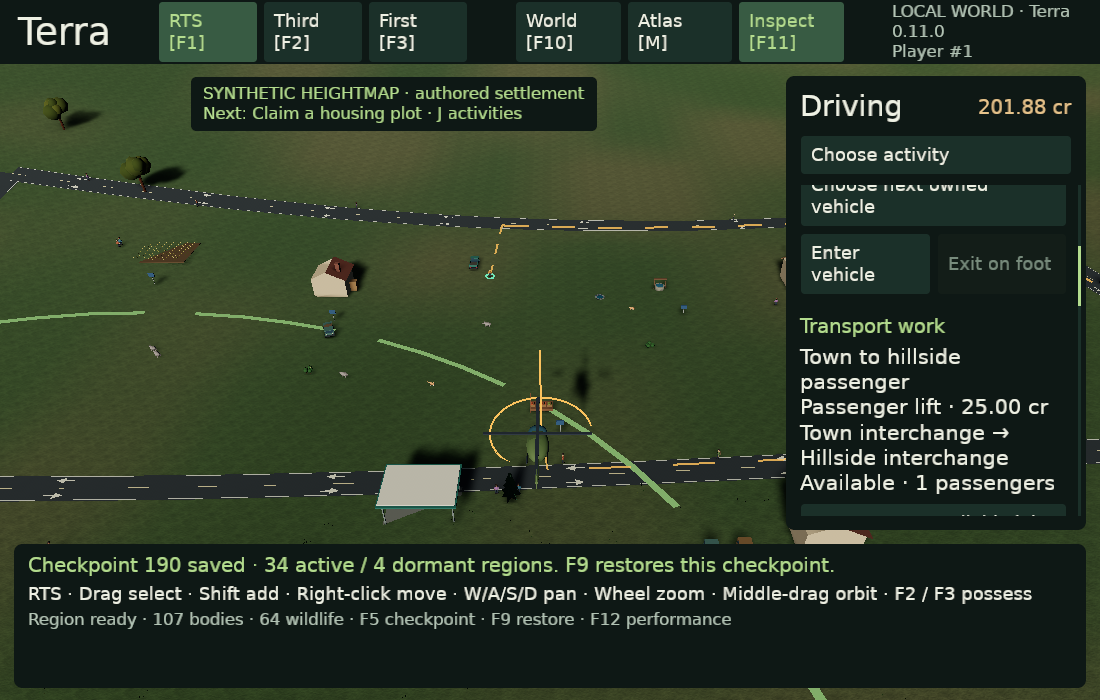 Terra
RTS
[F1]
Third
[F2]
First
[F3]
World
[F10]
Atlas
[M]
Inspect
[F11]
LOCAL WORLD · Terra
0.11.0
Player #1
SYNTHETIC HEIGHTMAP · authored settlement
Next: Claim a housing plot · J activities
Driving
201.88 cr
Choose activity
Choose next owned
vehicle
Enter
vehicle
Exit on foot
Transport work
Town to hillside
passenger
Passenger lift · 25.00 cr
Town interchange →
Hillside interchange
Available · 1 passengers
Checkpoint 190 saved · 34 active / 4 dormant regions. F9 restores this checkpoint.
RTS · Drag select · Shift add · Right-click move · W/A/S/D pan · Wheel zoom · Middle-drag orbit · F2 / F3 possess
Region ready · 107 bodies · 64 wildlife · F5 checkpoint · F9 restore · F12 performance